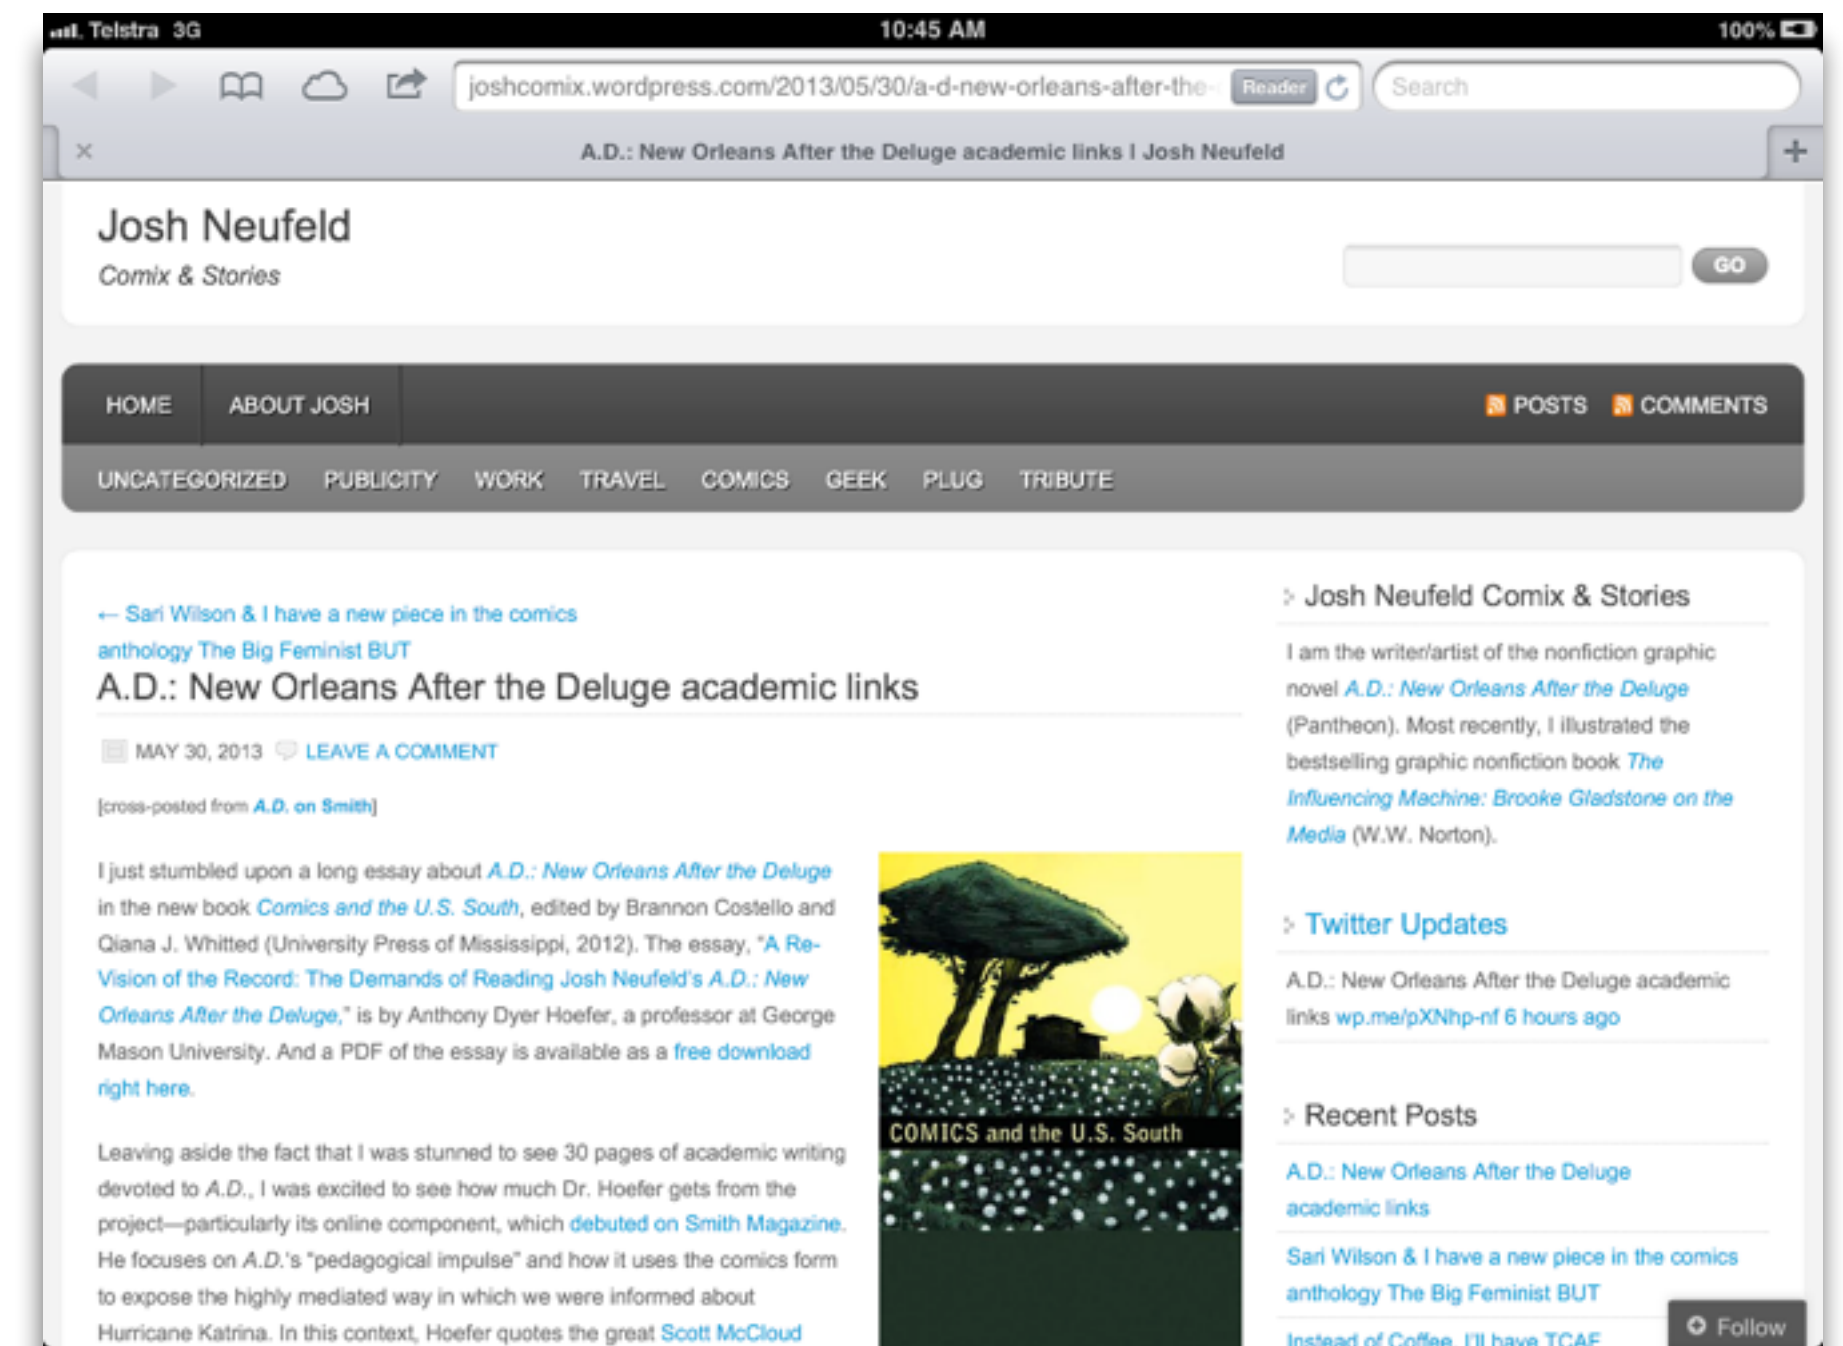 Telstra 3G
10:45 AM
100%
joshcomix.wordpress.com/2013/05/30/a-d-new-orleans-after-the-
Reader
Search
A.D.: New Orleans After the Deluge academic links | Josh Neufeld
Josh Neufeld
Comix & Stories
GO
HOME
ABOUT JOSH
POSTS
COMMENTS
UNCATEGORIZED
PUBLICITY
WORK
TRAVEL
COMICS
GEEK
PLUG
TRIBUTE
← Sari Wilson & I have a new piece in the comics
anthology The Big Feminist BUT
A.D.: New Orleans After the Deluge academic links
MAY 30, 2013
LEAVE A COMMENT
[cross-posted from A.D. on Smith]
I just stumbled upon a long essay about A.D.: New Orleans After the Deluge
in the new book Comics and the U.S. South, edited by Brannon Costello and
Qiana J. Whitted (University Press of Mississippi, 2012). The essay, "A Re-
Vision of the Record: The Demands of Reading Josh Neufeld's A.D.: New
Orleans After the Deluge," is by Anthony Dyer Hoefer, a professor at George
Mason University. And a PDF of the essay is available as a free download
right here.
Leaving aside the fact that I was stunned to see 30 pages of academic writing
devoted to A.D., I was excited to see how much Dr. Hoefer gets from the
project—particularly its online component, which debuted on Smith Magazine.
He focuses on A.D.'s "pedagogical impulse" and how it uses the comics form
to expose the highly mediated way in which we were informed about
Hurricane Katrina. In this context, Hoefer quotes the great Scott McCloud
COMICS and the U.S. South
Josh Neufeld Comix & Stories
I am the writer/artist of the nonfiction graphic
novel A.D.: New Orleans After the Deluge
(Pantheon). Most recently, I illustrated the
bestselling graphic nonfiction book The
Influencing Machine: Brooke Gladstone on the
Media (W.W. Norton).
Twitter Updates
A.D.: New Orleans After the Deluge academic
links wp.me/pXNhp-nf 6 hours ago
Recent Posts
A.D.: New Orleans After the Deluge
academic links
Sari Wilson & I have a new piece in the comics
anthology The Big Feminist BUT
Instead of Coffee, I'll have TCAF
Follow